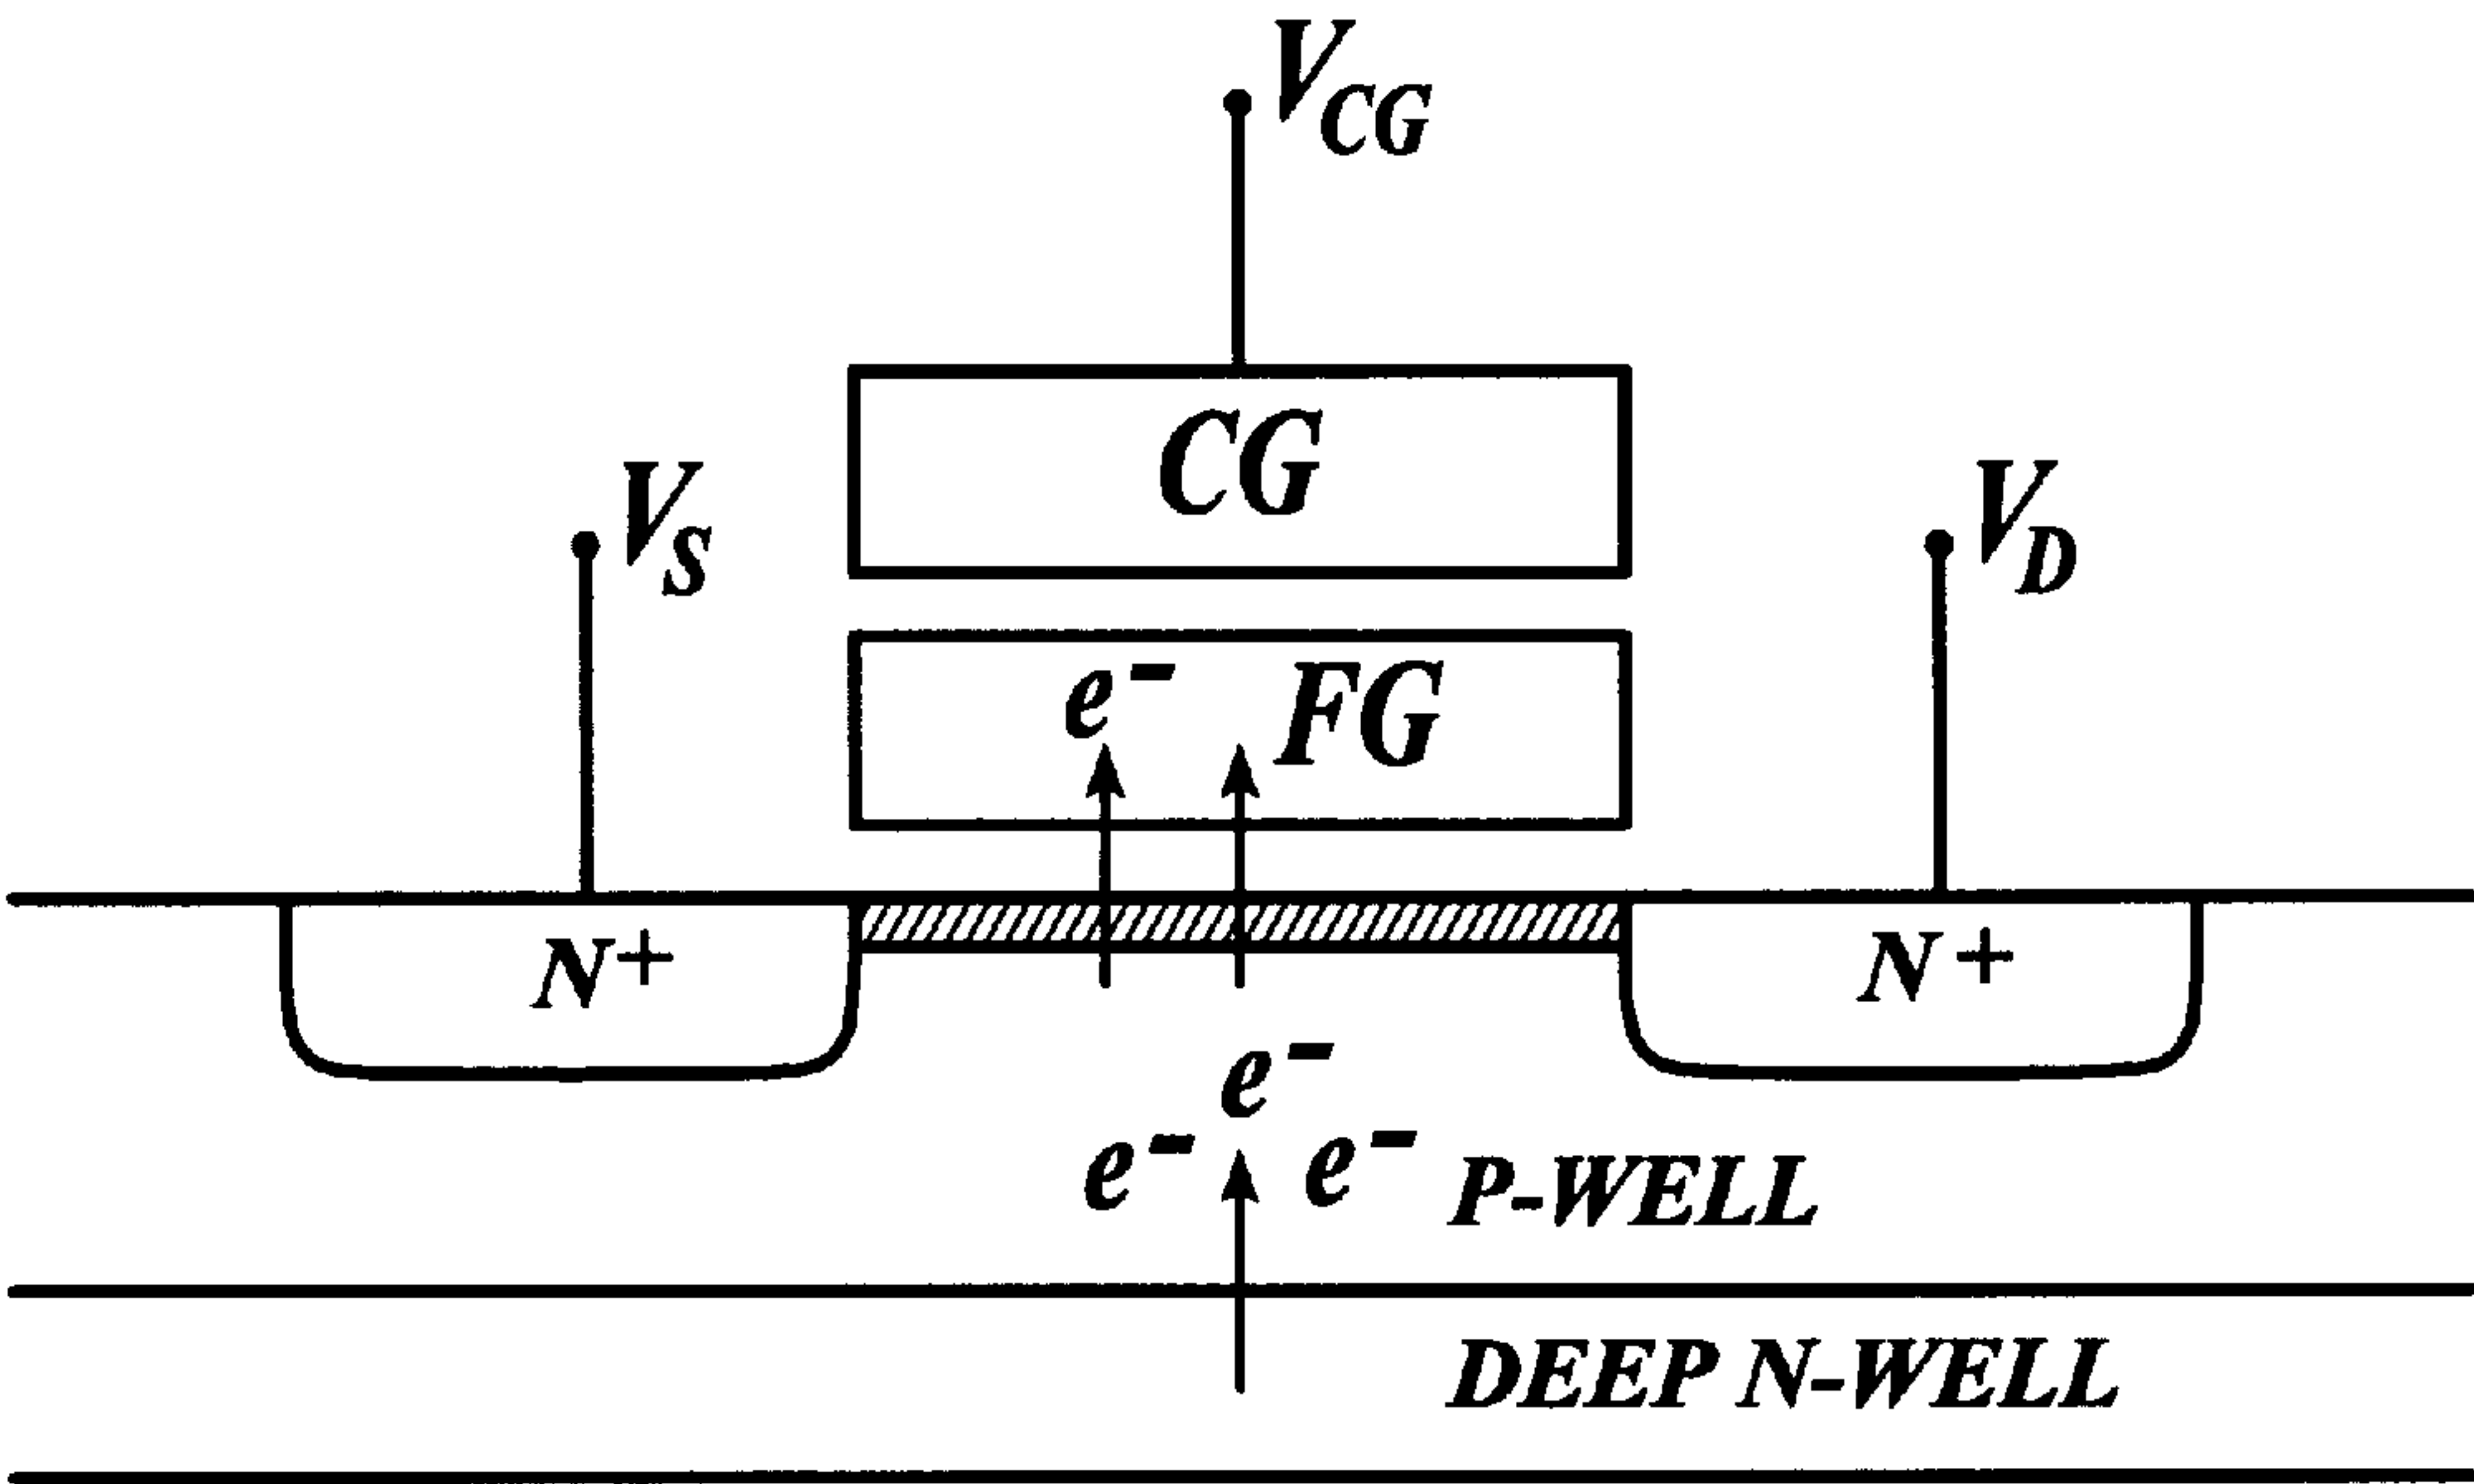 V_CG
CG
V_S
V_D
e⁻ FG
N+
N+
e⁻
e⁻ e⁻ P-WELL
DEEP N-WELL